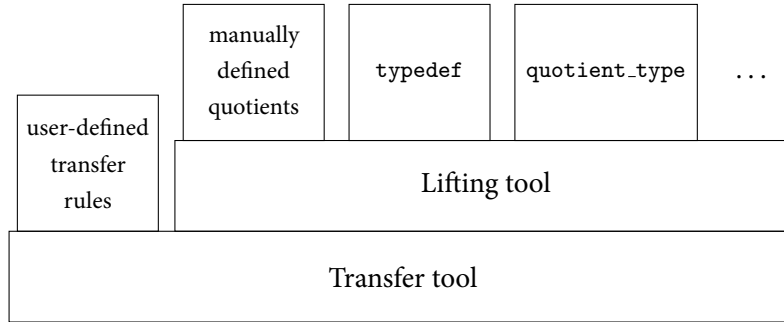 manually
defined
quotients
typedef
quotient_type
...
user-defined
transfer
rules
Lifting tool
Transfer tool